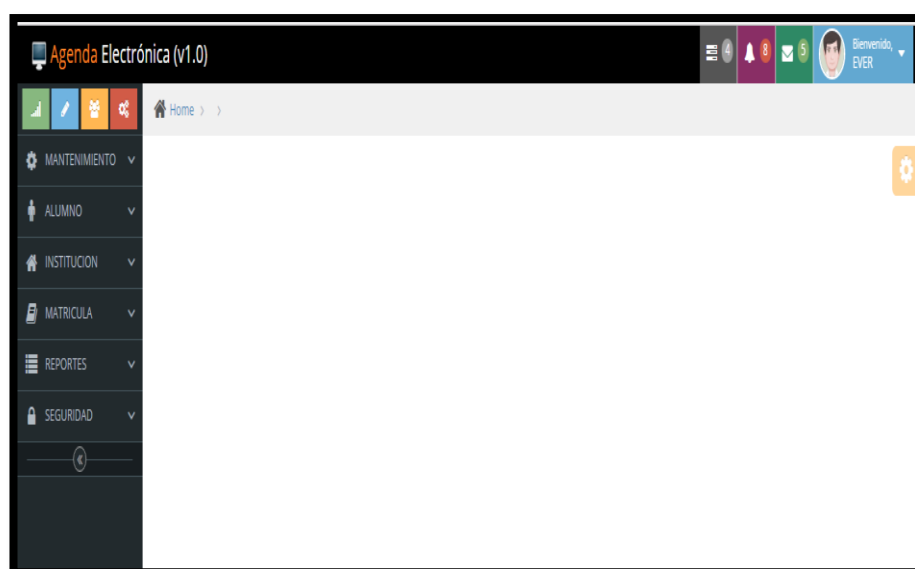 Agenda Electrónica (v1.0)
4
8
5
Bienvenido,
EVER
Home
MANTENIMIENTO
ALUMNO
INSTITUCION
MATRICULA
REPORTES
SEGURIDAD